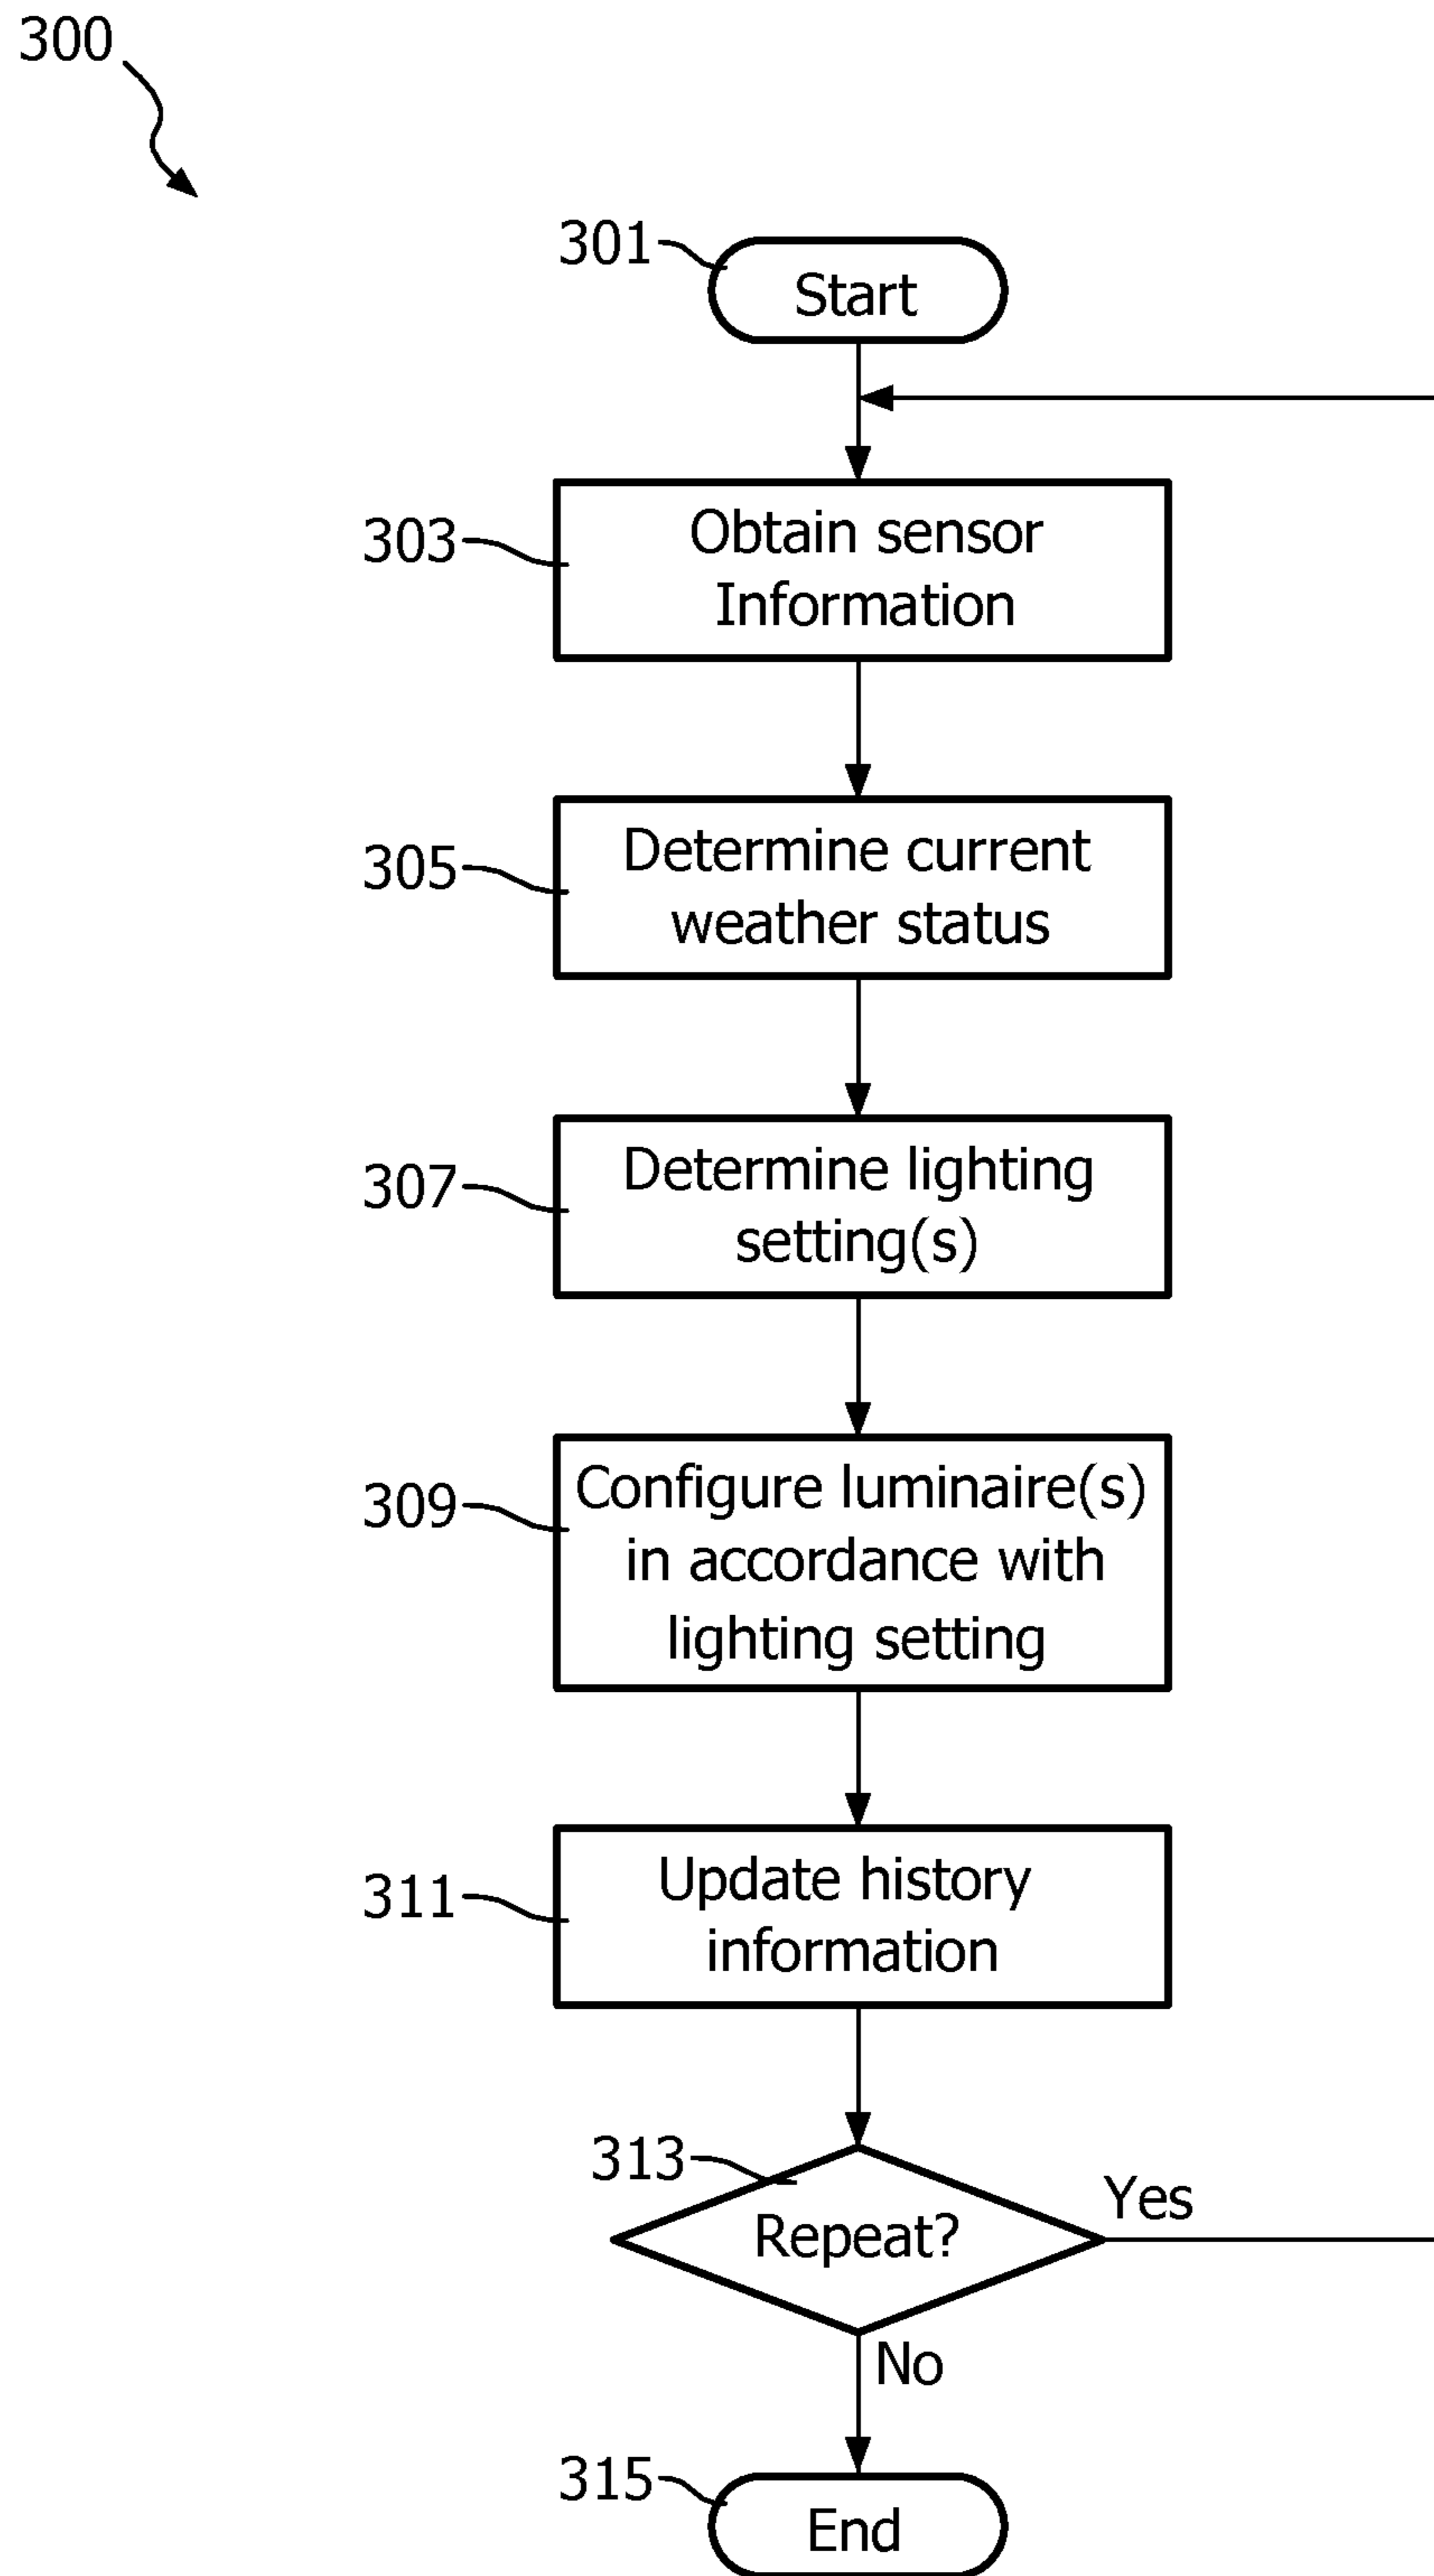 300
301
Start
303
Obtain sensor
Information
305
Determine current
weather status
307
Determine lighting
setting(s)
309
Configure luminaire(s)
in accordance with
lighting setting
311
Update history
information
313
Repeat?
Yes
No
315
End